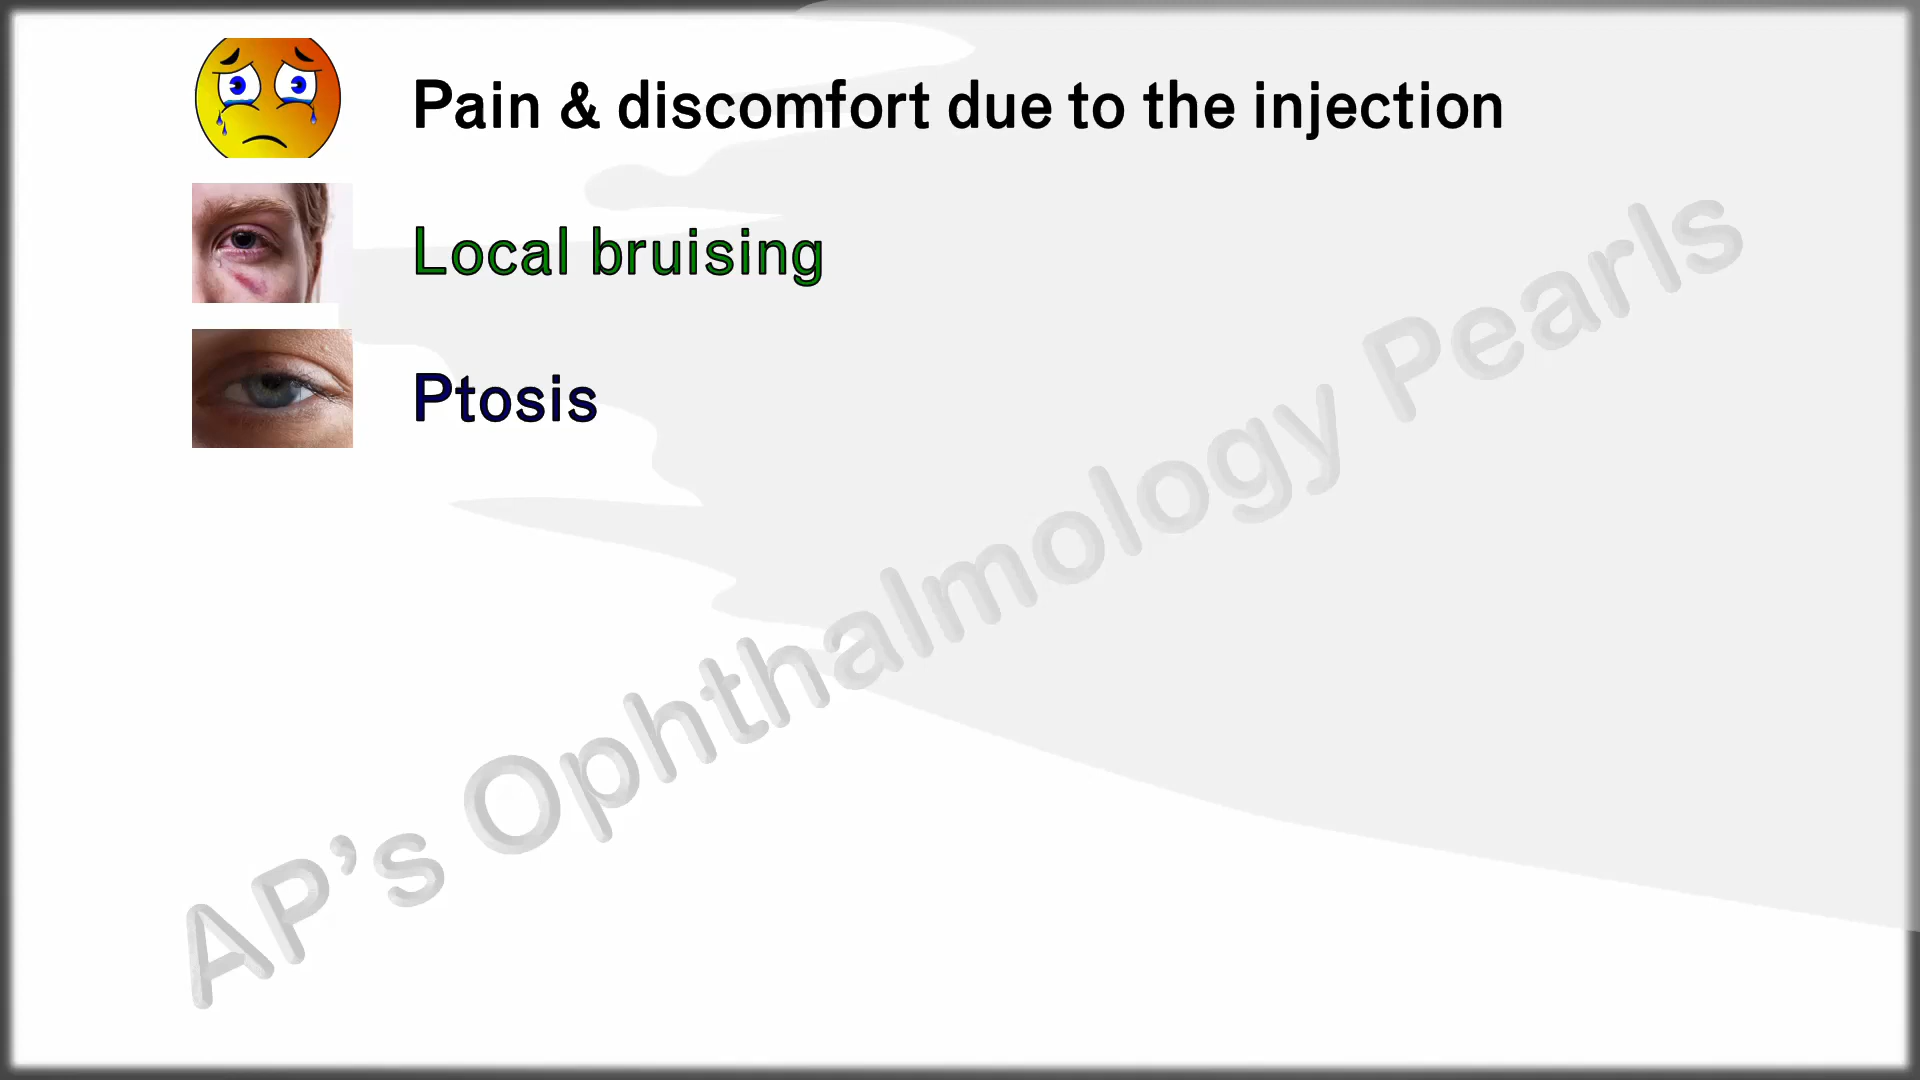 Pain & discomfort due to the injection
Local bruising
Ptosis
AP's Ophthalmology Pearls